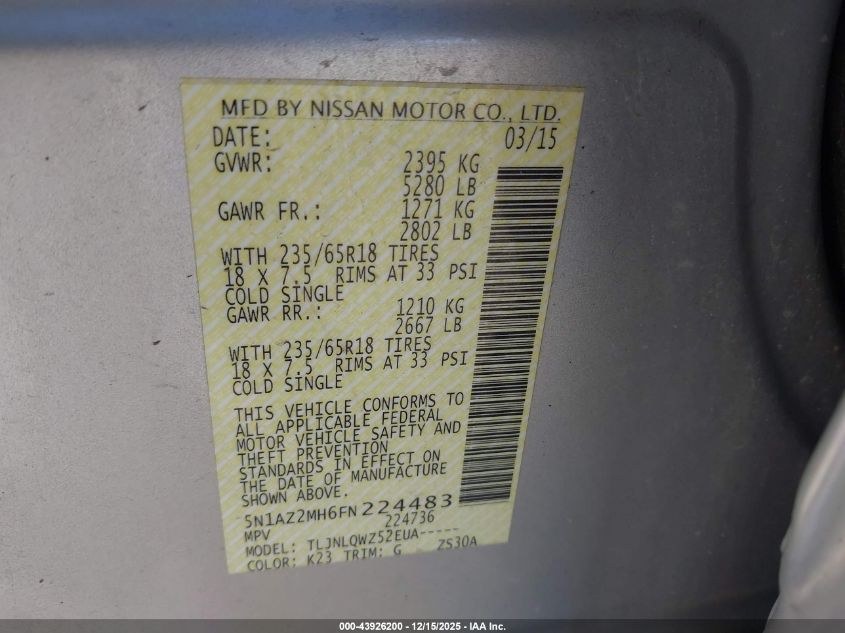 MFD BY NISSAN MOTOR CO., LTD.
DATE: 03/15
GVWR: 2395 KG
5280 LB
GAWR FR.: 1271 KG
2802 LB
WITH 235/65R18 TIRES
18 X 7.5 RIMS AT 33 PSI
COLD SINGLE
GAWR RR.: 1210 KG
2667 LB
WITH 235/65R18 TIRES
18 X 7.5 RIMS AT 33 PSI
COLD SINGLE
THIS VEHICLE CONFORMS TO
ALL APPLICABLE FEDERAL
MOTOR VEHICLE SAFETY AND
THEFT PREVENTION
STANDARDS IN EFFECT ON
THE DATE OF MANUFACTURE
SHOWN ABOVE.
5N1AZ2MH6FN224483
224736
MPV
MODEL: TLJNLQWZ52EUA-----
COLOR: K23 TRIM: G ZS30A
000-43926200 - 12/15/2025 - IAA Inc.